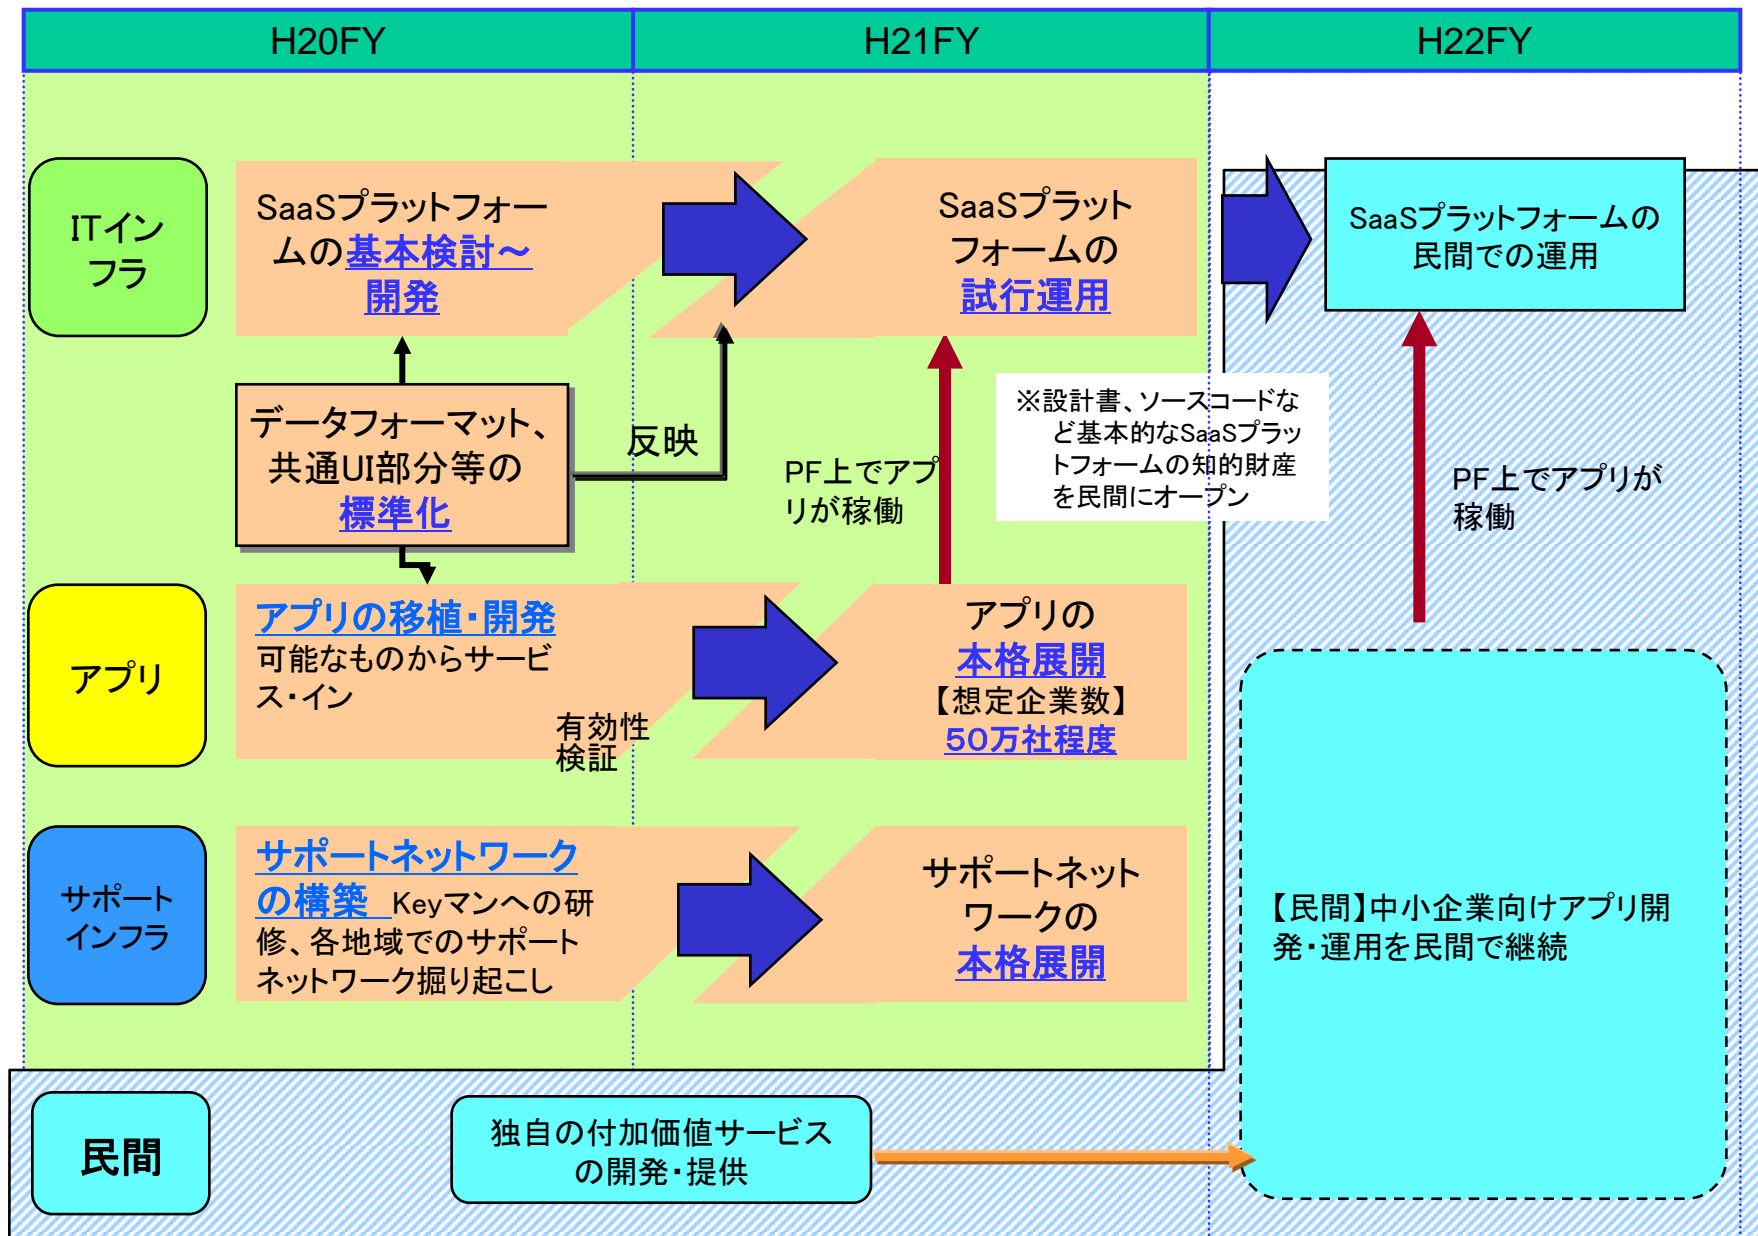 H20FY
H21FY
H22FY
ITイン
フラ
SaaSプラットフォー
ムの基本検討～
開発
SaaSプラット
フォームの
試行運用
SaaSプラットフォームの
民間での運用
データフォーマット、
共通UI部分等の
標準化
反映
PF上でアプ
リが稼働
※設計書、ソースコードな
ど基本的なSaaSプラッ
トフォームの知的財産
を民間にオープン
PF上でアプリが
稼働
アプリ
アプリの移植・開発
可能なものからサービ
ス・イン
有効性
検証
アプリの
本格展開
【想定企業数】
50万社程度
サポート
インフラ
サポートネットワーク
の構築 Keyマンへの研
修、各地域でのサポート
ネットワーク掘り起こし
サポートネット
ワークの
本格展開
【民間】中小企業向けアプリ開
発・運用を民間で継続
民間
独自の付加価値サービス
の開発・提供